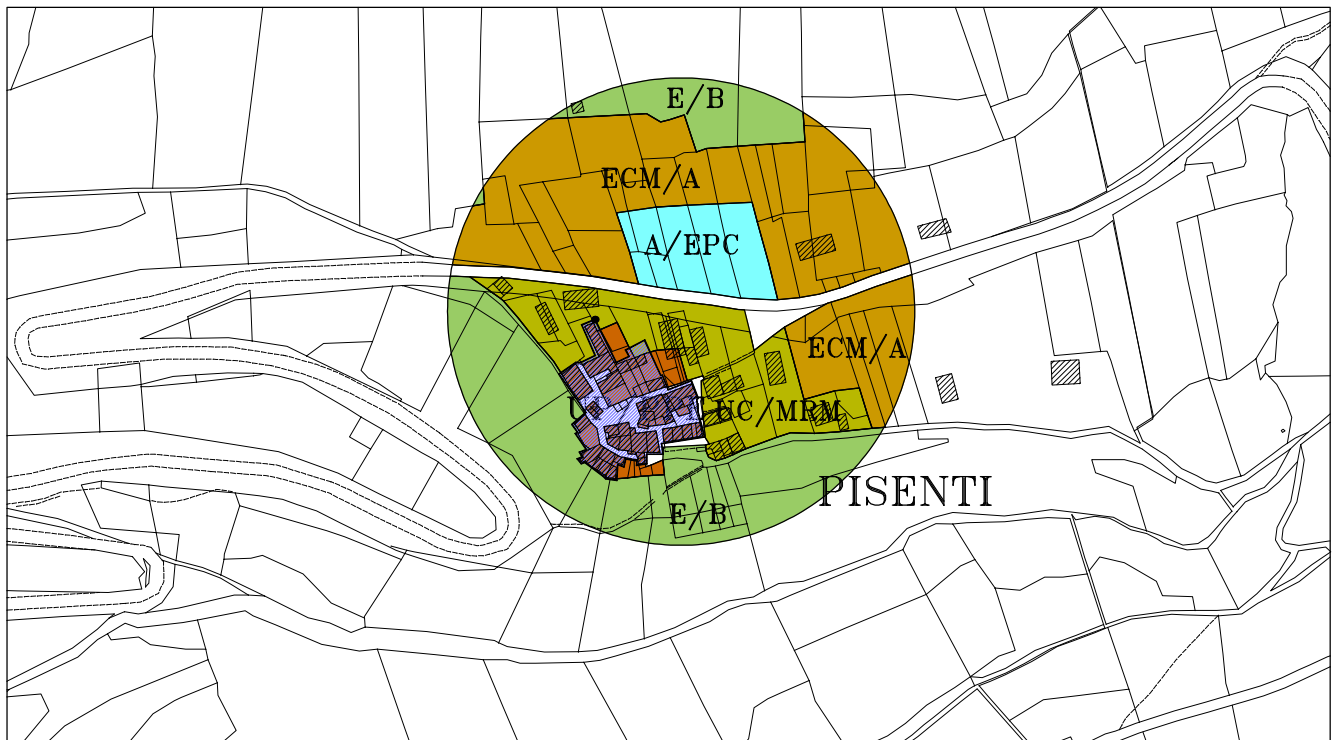 E/B
ECM/A
A/EPC
ECM/A
UC/MRM
PISENTI
E/B